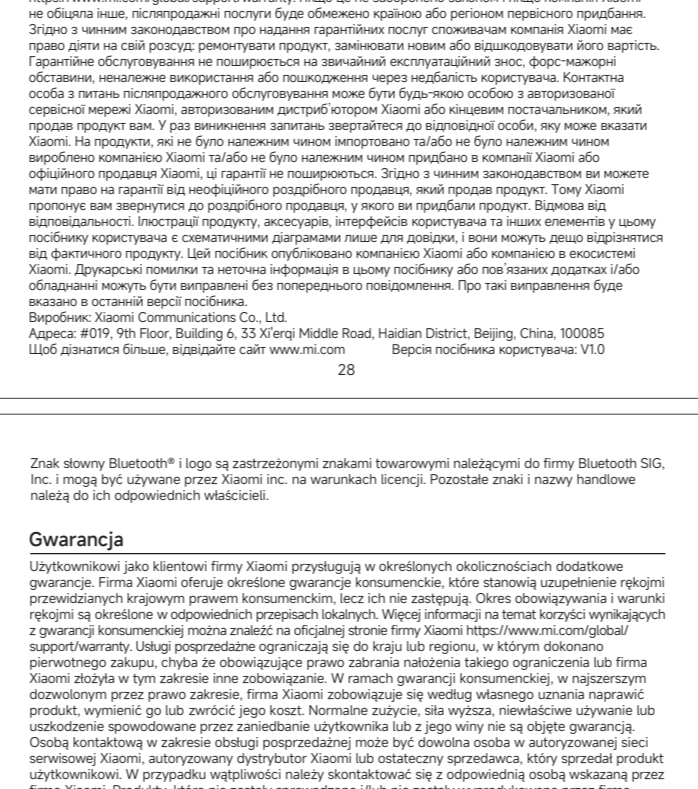 не обіцяла інше, післяпродажні послуги буде обмежено країною або регіоном первісного придбання.
Згідно з чинним законодавством про надання гарантійних послуг споживачам компанія Xiaomi має
право діяти на свій розсуд: ремонтувати продукт, замінювати новим або відшкодовувати його вартість.
Гарантійне обслуговування не поширюється на звичайний експлуатаційний знос, форс-мажорні
обставини, неналежне використання або пошкодження через недбалість користувача. Контактна
особа з питань післяпродажного обслуговування може бути будь-якою особою з авторизованої
сервісної мережі Xiaomi, авторизованим дистриб'ютором Xiaomi або кінцевим постачальником, який
продав продукт вам. У раз виникнення запитань звертайтеся до відповідної особи, яку може вказати
Xiaomi. На продукти, які не було належним чином імпортовано та/або не було належним чином
вироблено компанією Xiaomi та/або не було належним чином придбано в компанії Xiaomi або
офіційного продавця Xiaomi, ці гарантії не поширюються. Згідно з чинним законодавством ви можете
мати право на гарантії від неофіційного роздрібного продавця, який продав продукт. Тому Xiaomi
пропонує вам звернутися до роздрібного продавця, у якого ви придбали продукт. Відмова від
відповідальності. Ілюстрації продукту, аксесуарів, інтерфейсів користувача та інших елементів у цьому
посібнику користувача є схематичними діаграмами лише для довідки, і вони можуть дещо відрізнятися
від фактичного продукту. Цей посібник опубліковано компанією Xiaomi або компанією в екосистемі
Xiaomi. Друкарські помилки та неточна інформація в цьому посібнику або пов'язаних додатках і/або
обладнанні можуть бути виправлені без попереднього повідомлення. Про такі виправлення буде
вказано в останній версії посібника.
Виробник: Xiaomi Communications Co., Ltd.
Адреса: #019, 9th Floor, Building 6, 33 Xi'erqi Middle Road, Haidian District, Beijing, China, 100085
Щоб дізнатися більше, відвідайте сайт www.mi.com Версія посібника користувача: V1.0
28
Znak słowny Bluetooth® i logo są zastrzeżonymi znakami towarowymi należącymi do firmy Bluetooth SIG,
Inc. i mogą być używane przez Xiaomi inc. na warunkach licencji. Pozostałe znaki i nazwy handlowe
należą do ich odpowiednich właścicieli.
Gwarancja
Użytkownikowi jako klientowi firmy Xiaomi przysługują w określonych okolicznościach dodatkowe
gwarancje. Firma Xiaomi oferuje określone gwarancje konsumenckie, które stanowią uzupełnienie rękojmi
przewidzianych krajowym prawem konsumenckim, lecz ich nie zastępują. Okres obowiązywania i warunki
rękojmi są określone w odpowiednich przepisach lokalnych. Więcej informacji na temat korzyści wynikających
z gwarancji konsumenckiej można znaleźć na oficjalnej stronie firmy Xiaomi https://www.mi.com/global/
support/warranty. Usługi posprzedażne ograniczają się do kraju lub regionu, w którym dokonano
pierwotnego zakupu, chyba że obowiązujące prawo zabrania nałożenia takiego ograniczenia lub firma
Xiaomi złożyła w tym zakresie inne zobowiązanie. W ramach gwarancji konsumenckiej, w najszerszym
dozwolonym przez prawo zakresie, firma Xiaomi zobowiązuje się według własnego uznania naprawić
produkt, wymienić go lub zwrócić jego koszt. Normalne zużycie, siła wyższa, niewłaściwe używanie lub
uszkodzenie spowodowane przez zaniedbanie użytkownika lub z jego winy nie są objęte gwarancją.
Osobą kontaktową w zakresie obsługi posprzedażnej może być dowolna osoba w autoryzowanej sieci
serwisowej Xiaomi, autoryzowany dystrybutor Xiaomi lub ostateczny sprzedawca, który sprzedał produkt
użytkownikowi. W przypadku wątpliwości należy skontaktować się z odpowiednią osobą wskazaną przez